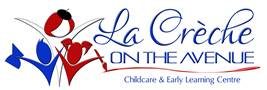 La Crèche
ON THE AVENUE
Childcare & Early Learning Centre